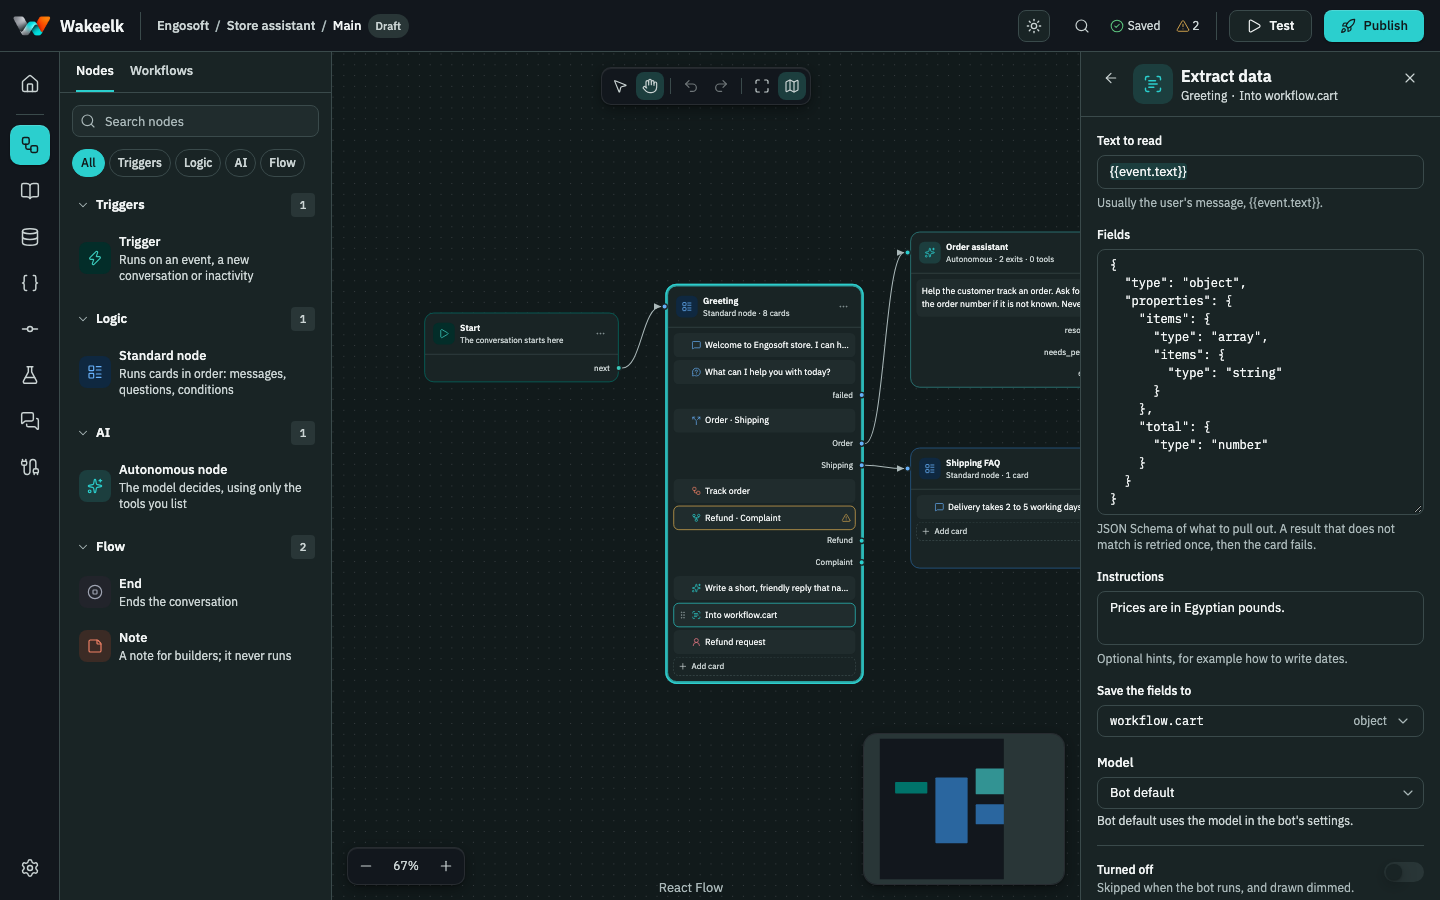 Wakeelk
Engosoft / Store assistant / Main
Draft
Saved
2
Test
Publish
Nodes
Workflows
Search nodes
All
Triggers
Logic
AI
Flow
Triggers
1
Trigger
Runs on an event, a new
conversation or inactivity
Logic
1
Standard node
Runs cards in order: messages,
questions, conditions
AI
1
Autonomous node
The model decides, using only the
tools you list
Flow
2
End
Ends the conversation
Note
A note for builders; it never runs
Start
The conversation starts here
next
Greeting
Standard node · 8 cards
Welcome to Engosoft store. I can h...
What can I help you with today?
failed
Order · Shipping
Order
Shipping
Track order
Refund · Complaint
Refund
Complaint
Write a short, friendly reply that na...
Into workflow.cart
Refund request
+ Add card
Order assistant
Autonomous · 2 exits · 0 tools
Help the customer track an order. Ask fo
the order number if it is not known. Neve
reso
needs_pe
e
Shipping FAQ
Standard node · 1 card
Delivery takes 2 to 5 working days
+ Add card
67%
React Flow
Extract data
Greeting · Into workflow.cart
Text to read
{{event.text}}
Usually the user's message, {{event.text}}.
Fields
{
"type": "object",
"properties": {
"items": {
"type": "array",
"items": {
"type": "string"
}
},
"total": {
"type": "number"
}
}
}
JSON Schema of what to pull out. A result that does not
match is retried once, then the card fails.
Instructions
Prices are in Egyptian pounds.
Optional hints, for example how to write dates.
Save the fields to
workflow.cart
object
Model
Bot default
Bot default uses the model in the bot's settings.
Turned off
Skipped when the bot runs, and drawn dimmed.